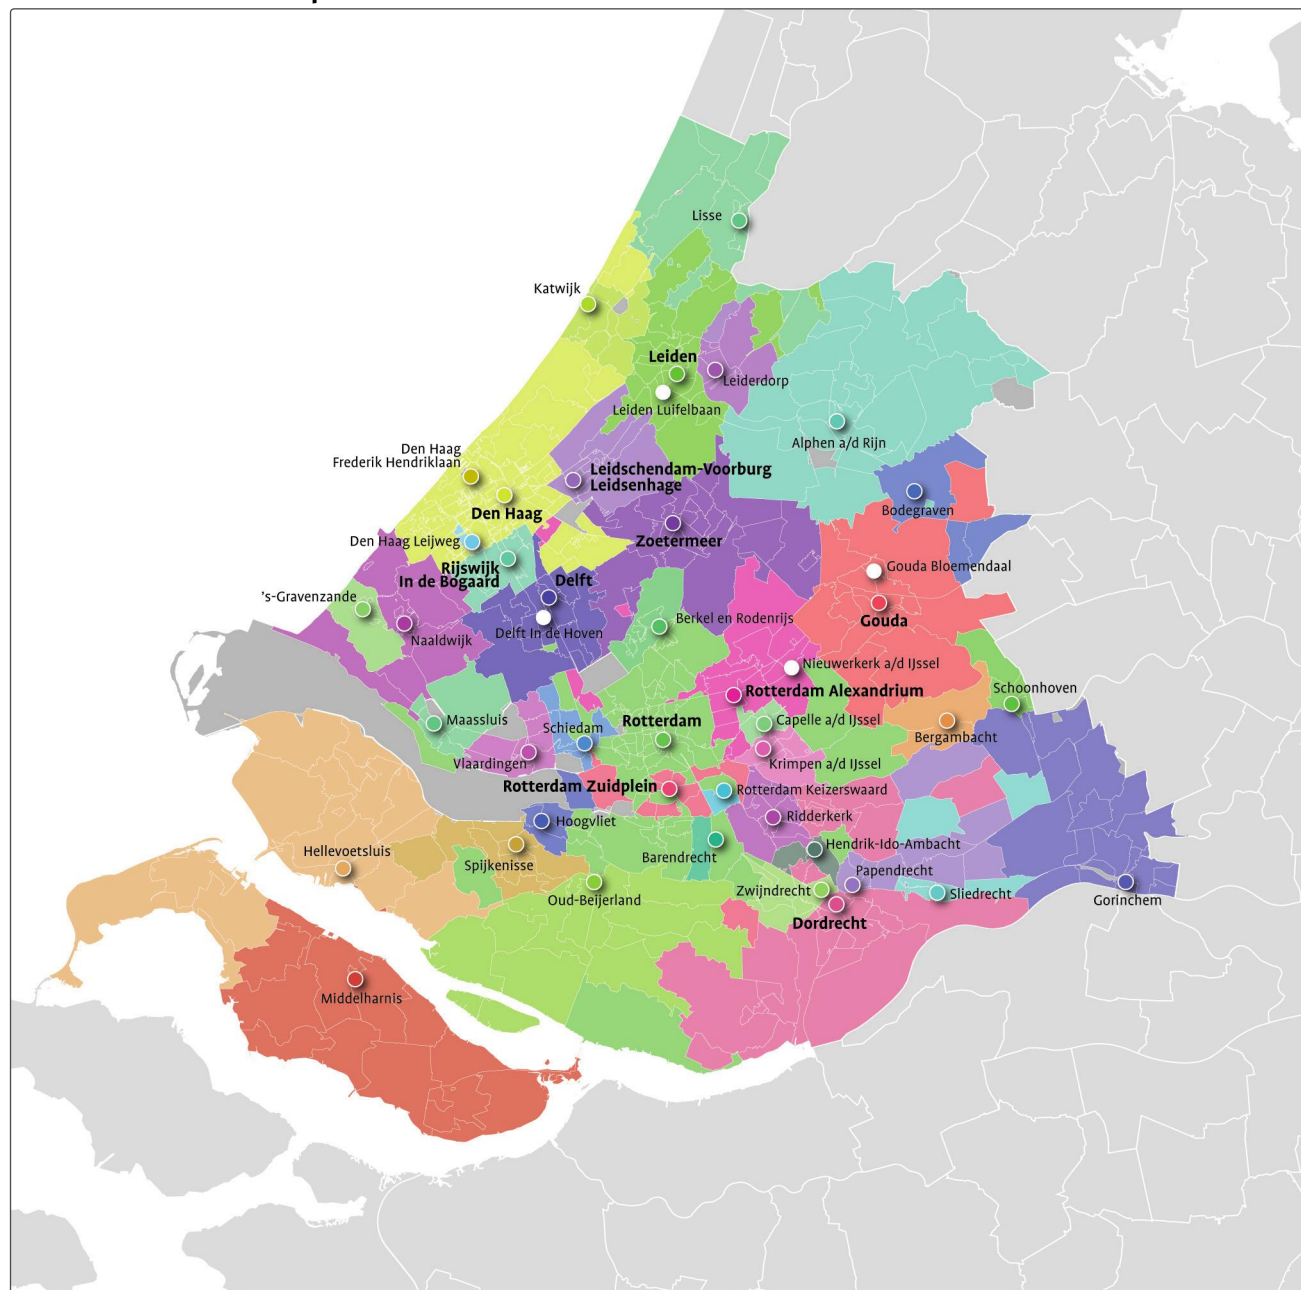 Lisse
Katwijk
Leiden
Leiderdorp
Leiden Luifelbaan
Alphen a/d Rijn
Den Haag
Frederik Hendriklaan
Leidschendam-Voorburg
Leidsenhage
Den Haag
Bodegraven
Zoetermeer
Den Haag Leijweg
Rijswijk
In de Bogaard
Delft
Gouda Bloemendaal
's-Gravenzande
Naaldwijk
Delft In de Hoven
Berkel en Rodenrijs
Gouda
Nieuwerkerk a/d IJssel
Rotterdam Alexandrium
Schoonhoven
Maassluis
Schiedam
Rotterdam
Capelle a/d IJssel
Bergambacht
Vlaardingen
Krimpen a/d IJssel
Rotterdam Zuidplein
Rotterdam Keizerswaard
Hoogvliet
Ridderkerk
Hellevoetsluis
Spijkenisse
Barendrecht
Hendrik-Ido-Ambacht
Papendrecht
Oud-Beijerland
Zwijndrecht
Sliedrecht
Gorinchem
Dordrecht
Middelharnis